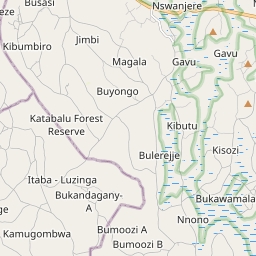 Busasi
Nswanjere
eze
Kibumbiro
Jimbi
Magala
Gavu
Gavu
Buyongo
Katabalu Forest
Reserve
Kibutu
Kisozi
Bulerejje
Itaba - Luzinga
Bukandagany-
A
Bukawamala
Nnono
Kamugombwa
Bumoozi A
Bumoozi B